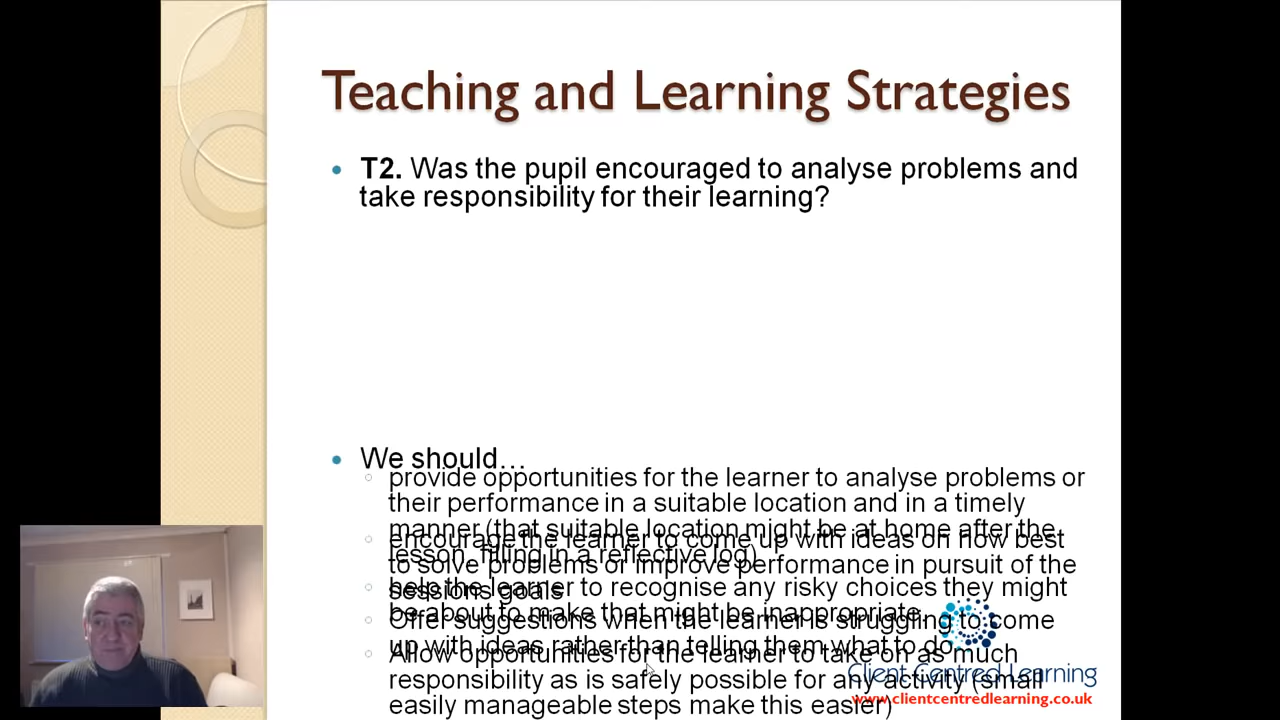 Teaching and Learning Strategies
T2. Was the pupil encouraged to analyse problems and
take responsibility for their learning?
We should…
provide opportunities for the learner to analyse problems or
their performance in a suitable location and in a timely
manner (that suitable location might be at home after the
lesson, filling in a reflective log)
encourage the learner to come up with ideas on how best
to solve problems or improve performance in pursuit of the
sessions goals
help the learner to recognise any risky choices they might
be about to make that might be inappropriate.
Offer suggestions when the learner is struggling to come
up with ideas rather than telling them what to do.
Allow opportunities for the learner to take on as much
responsibility as is safely possible for any activity (small
easily manageable steps make this easier)
Client Centred Learning
www.clientcentredlearning.co.uk